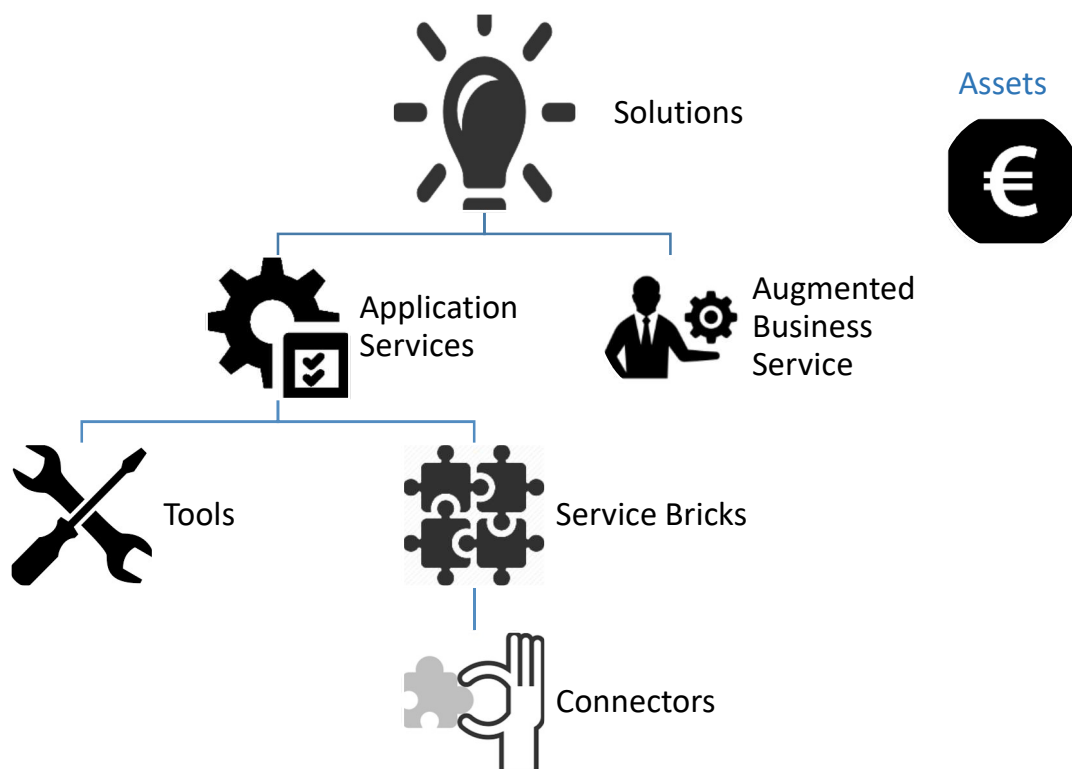 Assets
Solutions
€
Application
Services
Augmented
Business
Service
Tools
Service Bricks
Connectors